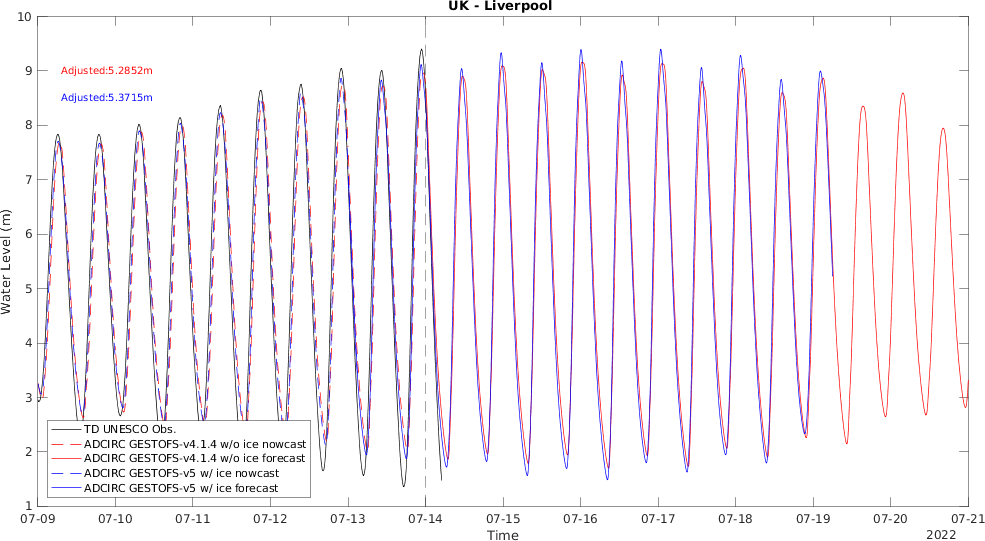 UK - Liverpool
10
9
8
7
6
5
4
3
2
1
Water Level (m)
Adjusted:5.2852m
Adjusted:5.3715m
TD UNESCO Obs.
ADCIRC GESTOFS-v4.1.4 w/o ice nowcast
ADCIRC GESTOFS-v4.1.4 w/o ice forecast
ADCIRC GESTOFS-v5 w/ ice nowcast
ADCIRC GESTOFS-v5 w/ ice forecast
07-09 07-10 07-11 07-12 07-13 07-14 07-15 07-16 07-17 07-18 07-19 07-20 07-21
Time
2022